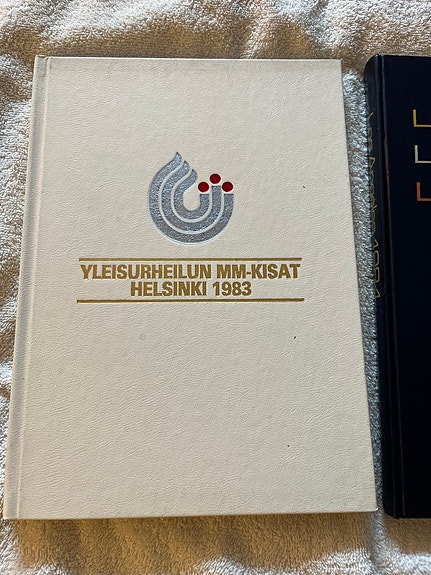 YLEISURHEILUN MM-KISAT
HELSINKI 1983